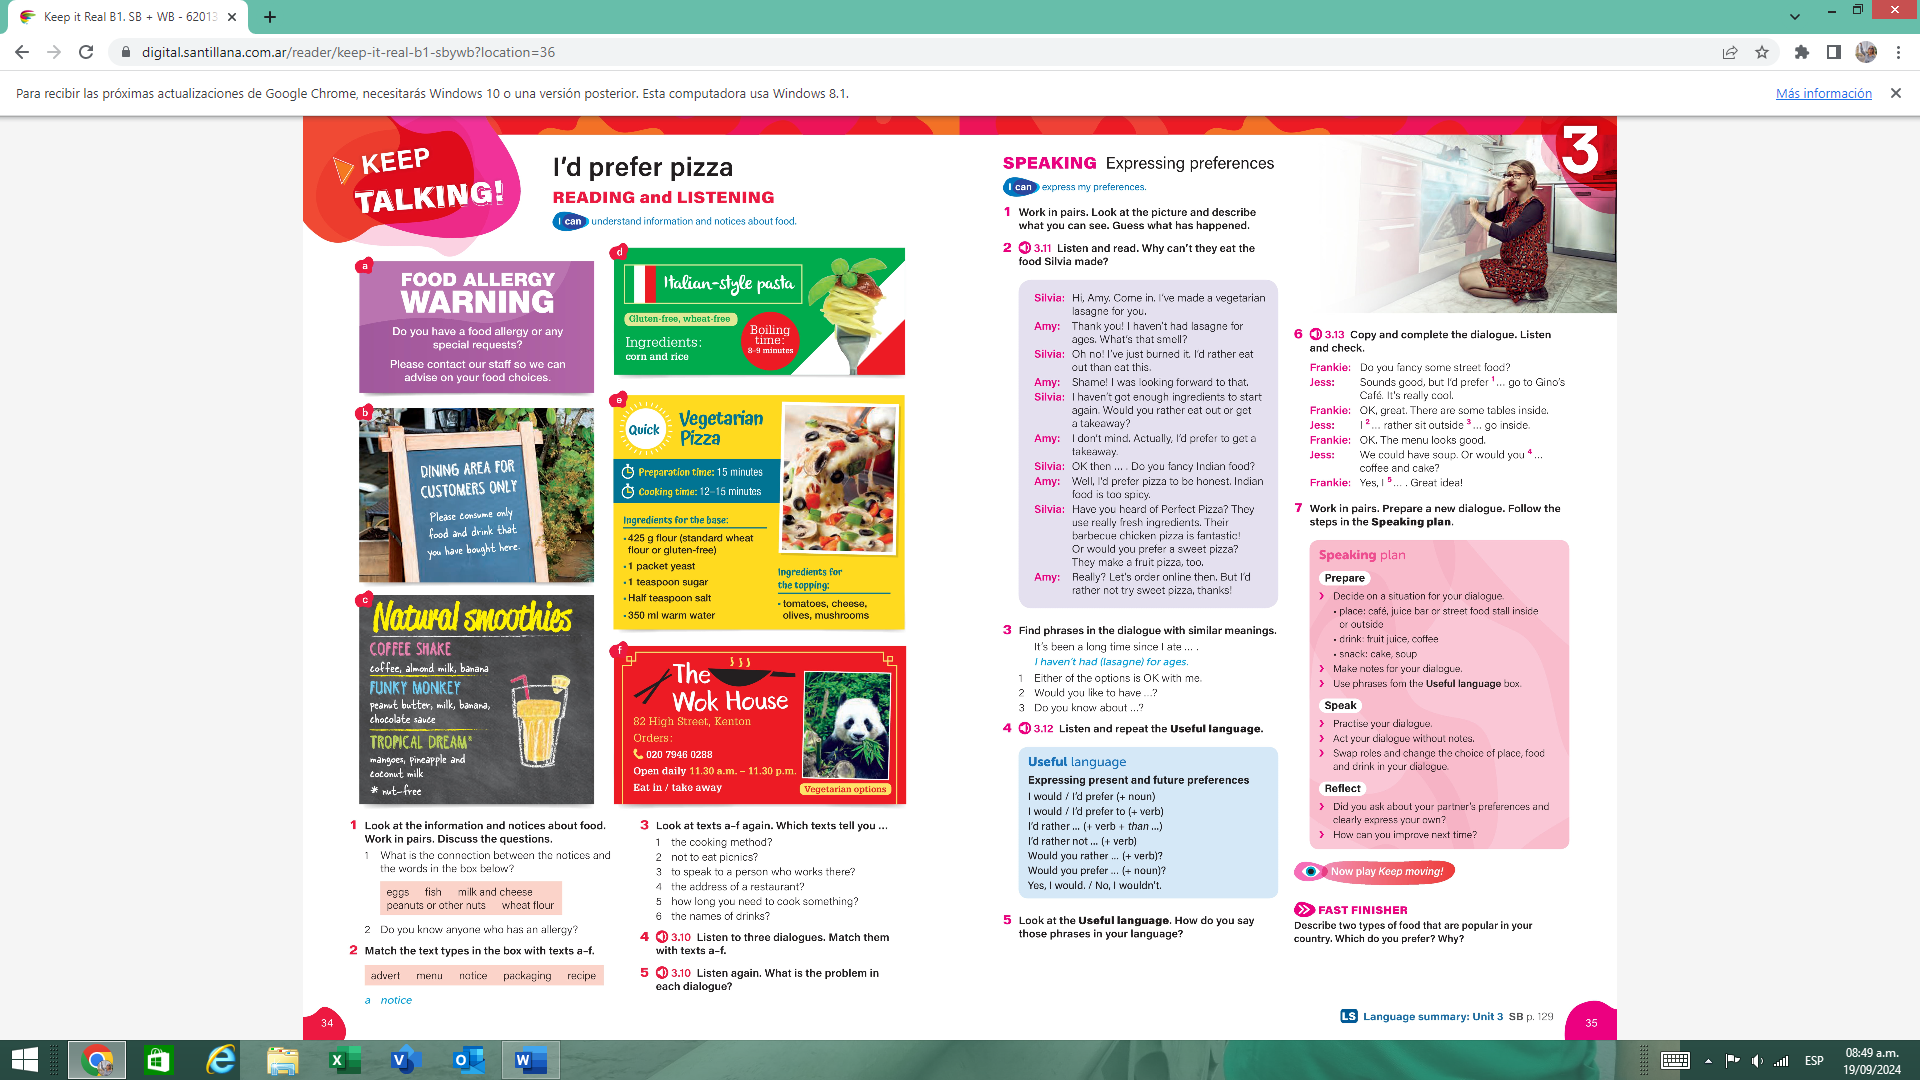 Keep it Real B1. SB + WB - 62013
digital.santillana.com.ar/reader/keep-it-real-b1-sbywb?location=36
Para recibir las próximas actualizaciones de Google Chrome, necesitarás Windows 10 o una versión posterior. Esta computadora usa Windows 8.1.
Más información
KEEP
TALKING!
I'd prefer pizza
READING and LISTENING
I can understand information and notices about food.
a
FOOD ALLERGY
WARNING
Do you have a food allergy or any
special requests?
Please contact our staff so we can
advise on your food choices.
b
DINING AREA FOR
CUSTOMERS ONLY
Please consume only
food and drink that
you have bought here.
c
Natural smoothies
COFFEE SHAKE
coffee, almond milk, banana
FUNKY MONKEY
peanut butter, milk, banana,
chocolate sauce
TROPICAL DREAM*
mangoes, pineapple and
coconut milk
* nut-free
d
Italian-style pasta
Gluten-free, wheat-free
Ingredients:
corn and rice
Boiling
time:
8–9 minutes
e
Quick
Vegetarian
Pizza
Preparation time: 15 minutes
Cooking time: 12–15 minutes
Ingredients for the base:
• 425 g flour (standard wheat
flour or gluten-free)
• 1 packet yeast
• 1 teaspoon sugar
• Half teaspoon salt
• 350 ml warm water
Ingredients for
the topping:
• tomatoes, cheese,
olives, mushrooms
f
The
Wok House
82 High Street, Kenton
Orders:
020 7946 0288
Open daily 11.30 a.m. – 11.30 p.m.
Eat in / take away
Vegetarian options
1 Look at the information and notices about food.
Work in pairs. Discuss the questions.
1 What is the connection between the notices and
the words in the box below?
eggs fish milk and cheese
peanuts or other nuts wheat flour
2 Do you know anyone who has an allergy?
2 Match the text types in the box with texts a–f.
advert menu notice packaging recipe
a notice
3 Look at texts a–f again. Which texts tell you ...
1 the cooking method?
2 not to eat picnics?
3 to speak to a person who works there?
4 the address of a restaurant?
5 how long you need to cook something?
6 the names of drinks?
4 3.10 Listen to three dialogues. Match them
with texts a–f.
5 3.10 Listen again. What is the problem in
each dialogue?
34
SPEAKING Expressing preferences
I can express my preferences.
1 Work in pairs. Look at the picture and describe
what you can see. Guess what has happened.
2 3.11 Listen and read. Why can't they eat the
food Silvia made?
Silvia: Hi, Amy. Come in. I've made a vegetarian
lasagne for you.
Amy: Thank you! I haven't had lasagne for
ages. What's that smell?
Silvia: Oh no! I've just burned it. I'd rather eat
out than eat this.
Amy: Shame! I was looking forward to that.
Silvia: I haven't got enough ingredients to start
again. Would you rather eat out or get
a takeaway?
Amy: I don't mind. Actually, I'd prefer to get a
takeaway.
Silvia: OK then ... . Do you fancy Indian food?
Amy: Well, I'd prefer pizza to be honest. Indian
food is too spicy.
Silvia: Have you heard of Perfect Pizza? They
use really fresh ingredients. Their
barbecue chicken pizza is fantastic!
Or would you prefer a sweet pizza?
They make a fruit pizza, too.
Amy: Really? Let's order online then. But I'd
rather not try sweet pizza, thanks!
3 Find phrases in the dialogue with similar meanings.
It's been a long time since I ate ... .
I haven't had (lasagne) for ages.
1 Either of the options is OK with me.
2 Would you like to have ...?
3 Do you know about ...?
4 3.12 Listen and repeat the Useful language.
Useful language
Expressing present and future preferences
I would / I'd prefer (+ noun)
I would / I'd prefer to (+ verb)
I'd rather ... (+ verb + than ...)
I'd rather not ... (+ verb)
Would you rather ... (+ verb)?
Would you prefer ... (+ noun)?
Yes, I would. / No, I wouldn't.
5 Look at the Useful language. How do you say
those phrases in your language?
3
6 3.13 Copy and complete the dialogue. Listen
and check.
Frankie: Do you fancy some street food?
Jess: Sounds good, but I'd prefer 1 ... go to Gino's
Café. It's really cool.
Frankie: OK, great. There are some tables inside.
Jess: I 2 ... rather sit outside 3 ... go inside.
Frankie: OK. The menu looks good.
Jess: We could have soup. Or would you 4 ...
coffee and cake?
Frankie: Yes, I 5 ... . Great idea!
7 Work in pairs. Prepare a new dialogue. Follow the
steps in the Speaking plan.
Speaking plan
Prepare
Decide on a situation for your dialogue.
• place: café, juice bar or street food stall inside
or outside
• drink: fruit juice, coffee
• snack: cake, soup
Make notes for your dialogue.
Use phrases fom the Useful language box.
Speak
Practise your dialogue.
Act your dialogue without notes.
Swap roles and change the choice of place, food
and drink in your dialogue.
Reflect
Did you ask about your partner's preferences and
clearly express your own?
How can you improve next time?
Now play Keep moving!
FAST FINISHER
Describe two types of food that are popular in your
country. Which do you prefer? Why?
LS Language summary: Unit 3 SB p. 129
35
ESP
08:49 a.m.
19/09/2024